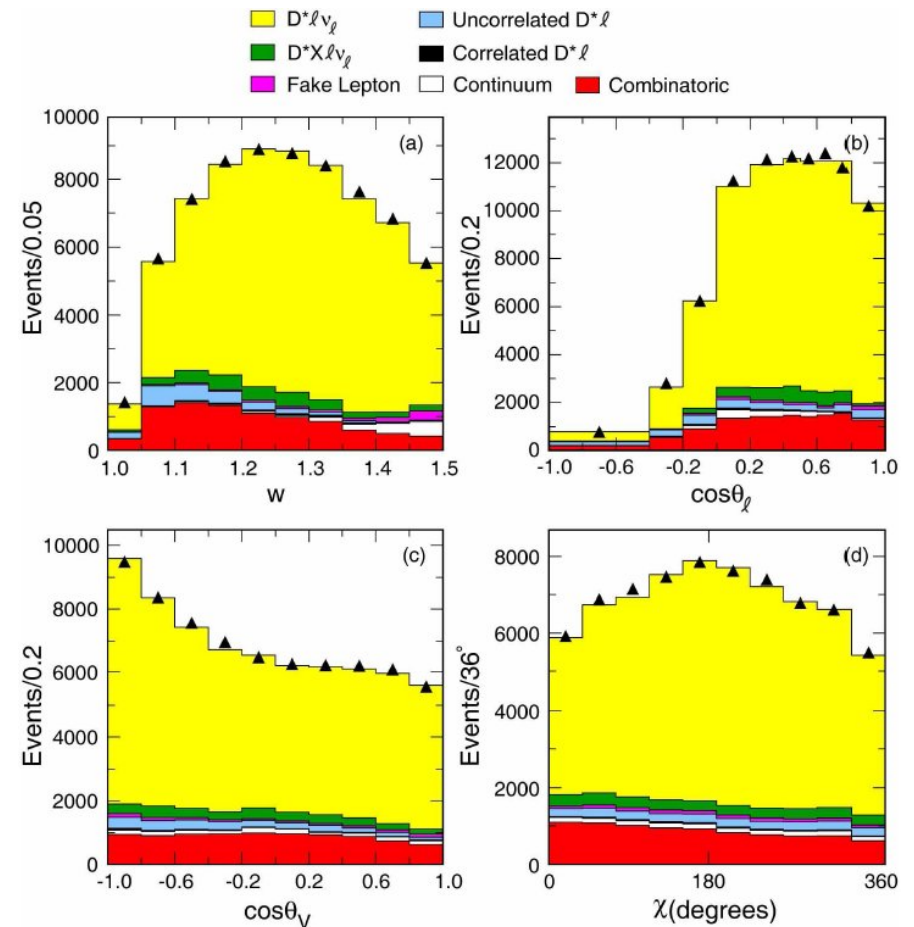 D*ℓν_ℓ Uncorrelated D*ℓ
D*Xℓν_ℓ Correlated D*ℓ
Fake Lepton Continuum Combinatoric
(a)
Events/0.05
10000
8000
6000
4000
2000
0
1.0 1.1 1.2 1.3 1.4 1.5
w
(b)
Events/0.2
12000
10000
8000
6000
4000
2000
0
-1.0 -0.6 -0.2 0.2 0.6 1.0
cosθ_ℓ
(c)
Events/0.2
10000
8000
6000
4000
2000
0
-1.0 -0.6 -0.2 0.2 0.6 1.0
cosθ_V
(d)
Events/36°
8000
6000
4000
2000
0
0 180 360
χ(degrees)